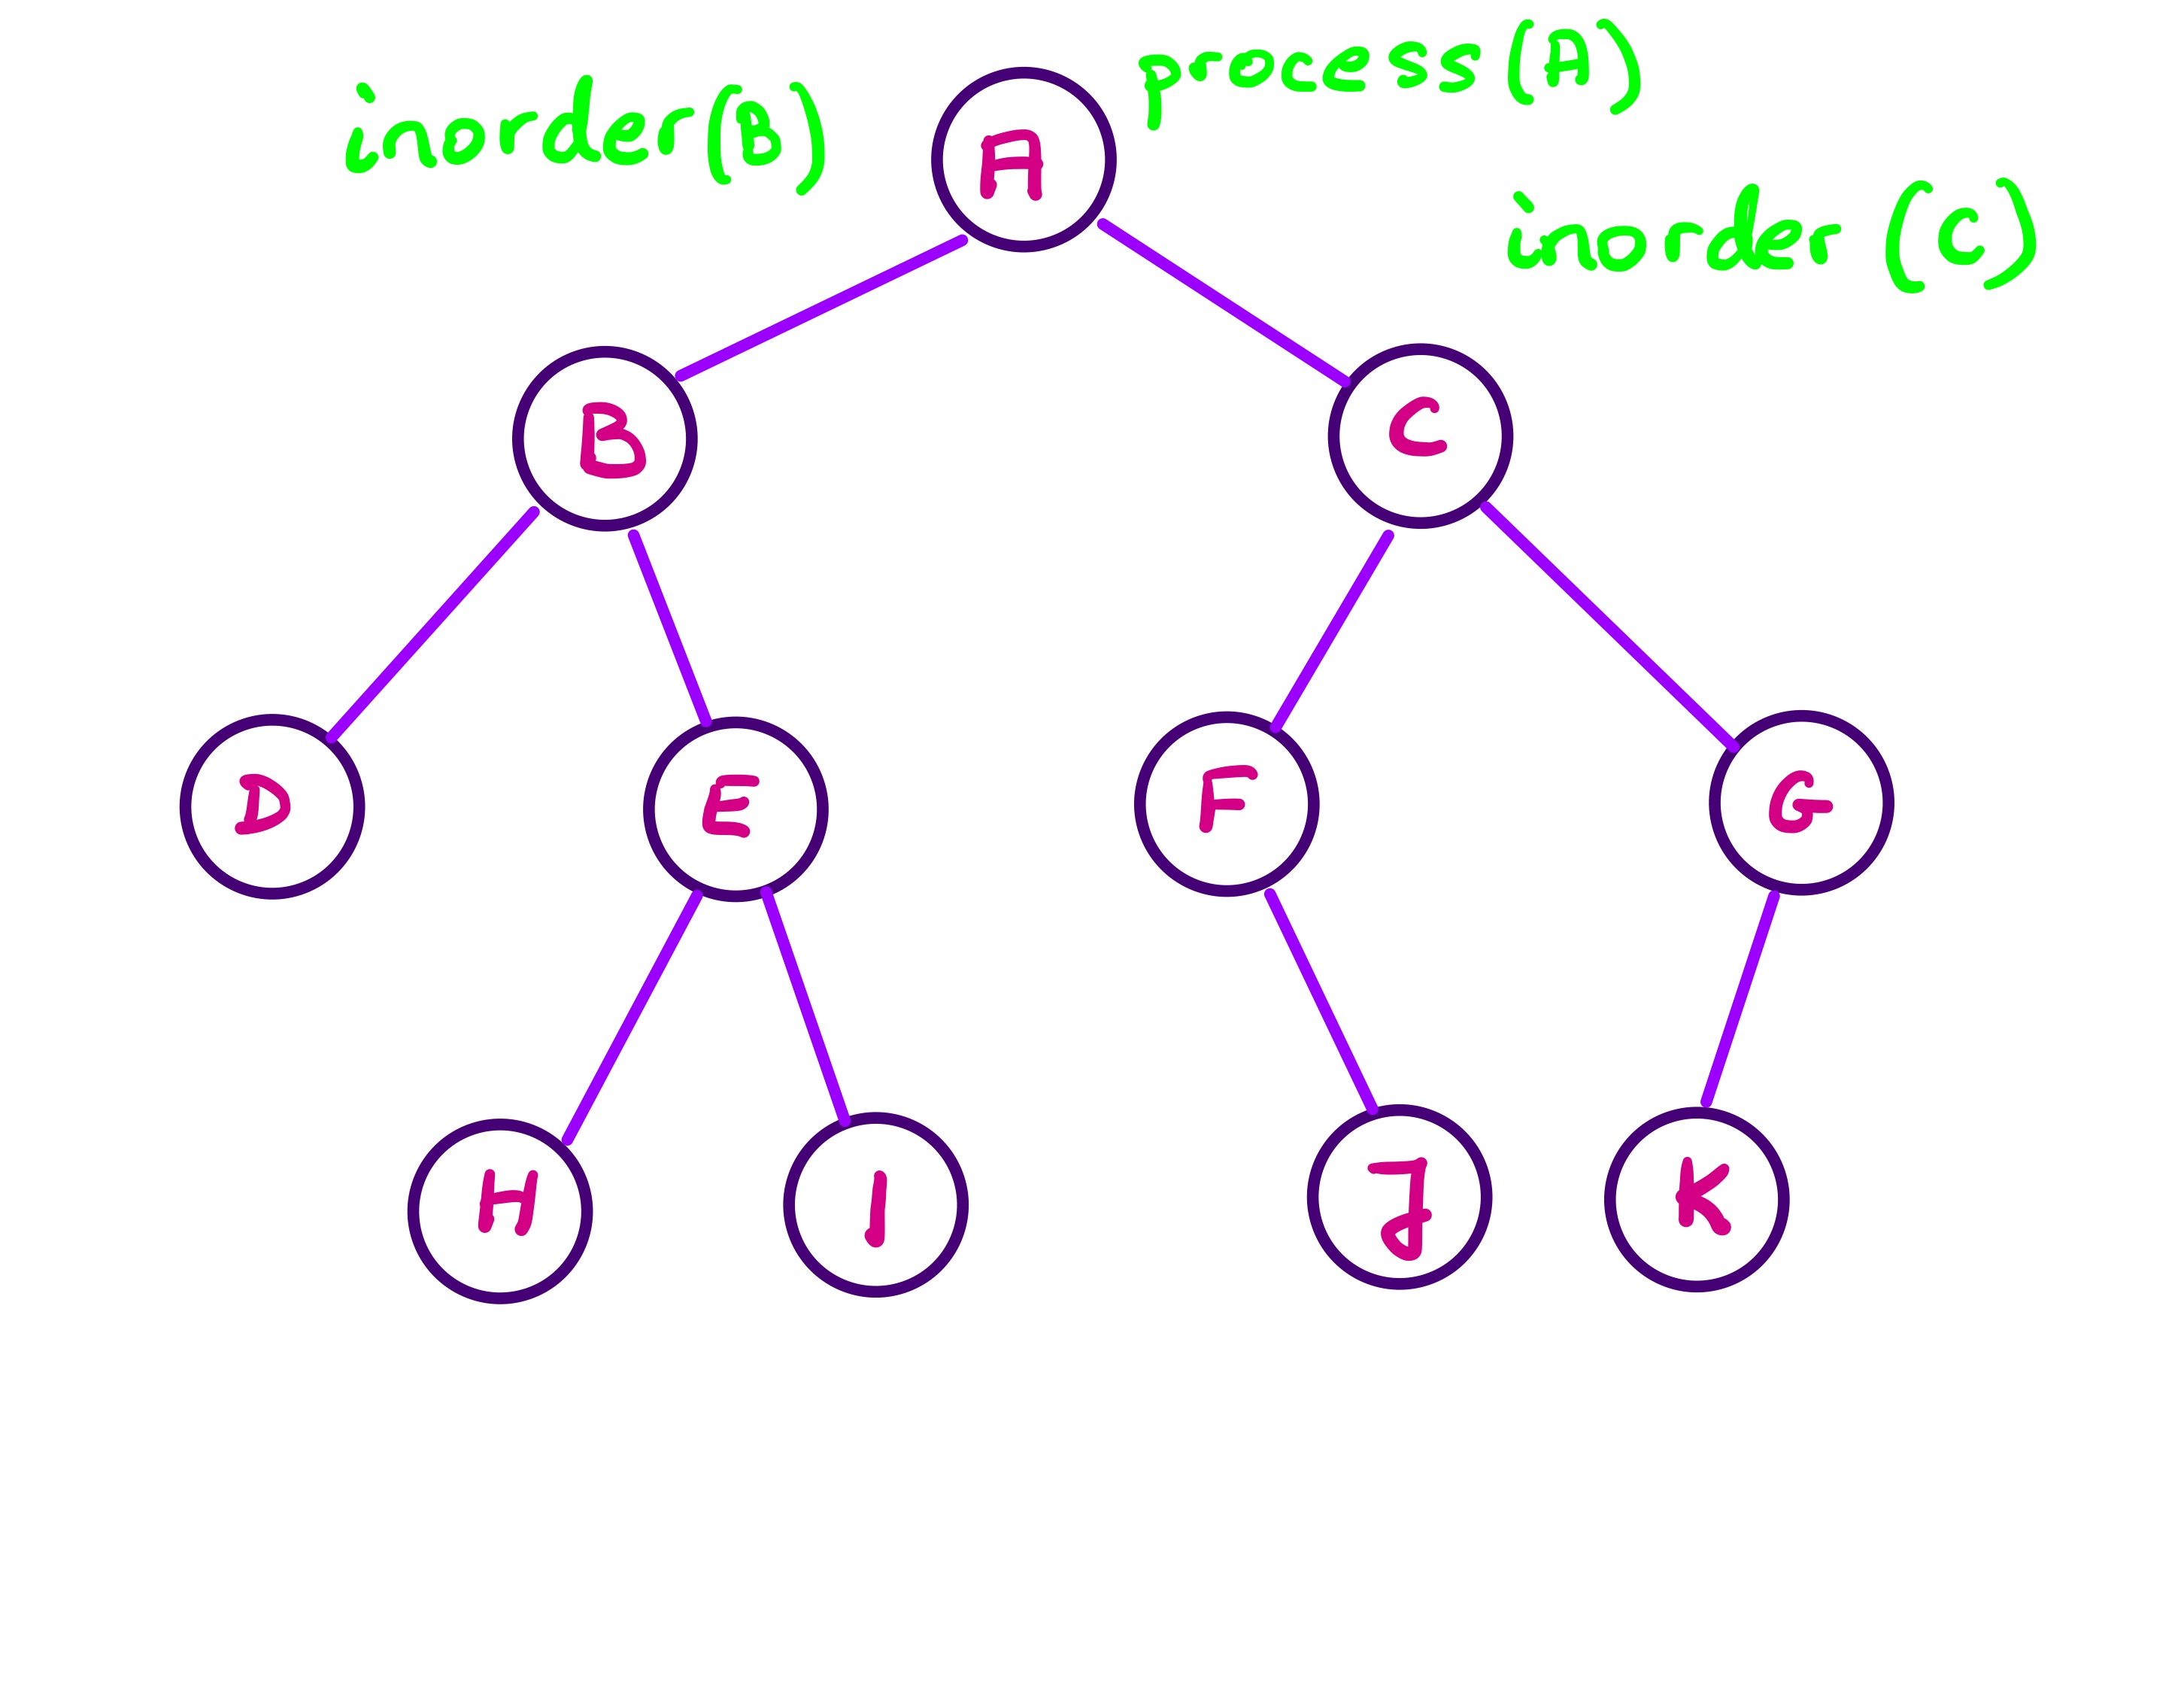 process(A)
inorder(B)
A
inorder (C)
B
C
D
E
F
G
H
I
J
K